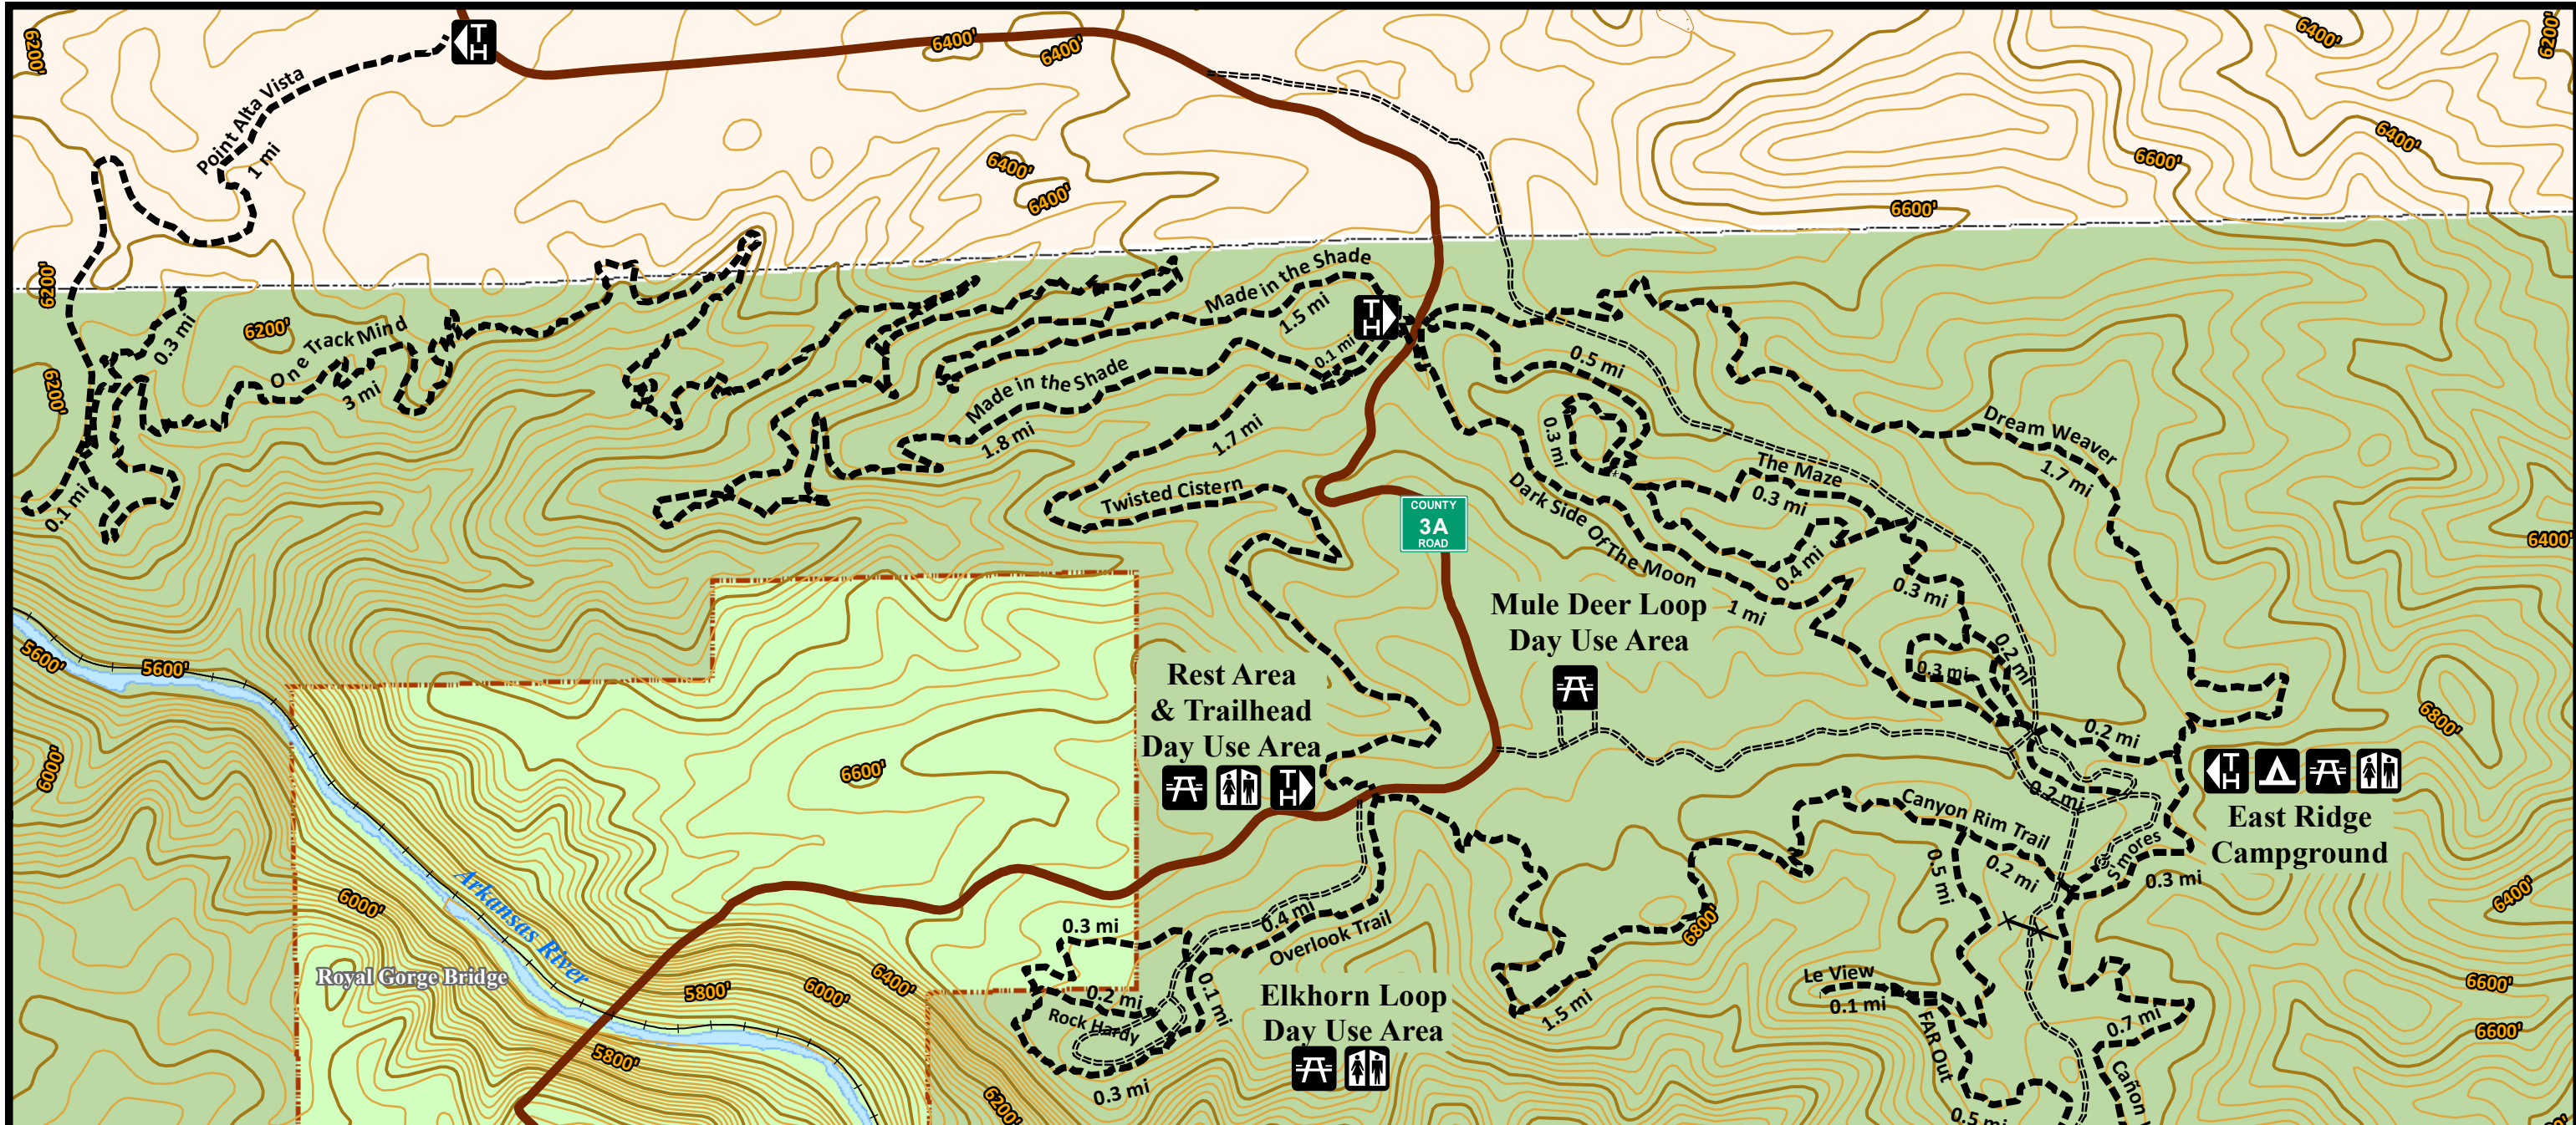 6200'
TH
6400'
6400'
6400'
6200'
Point Alta Vista
1 mi
6400'
6600'
6400'
6400'
6600'
6200'
Made in the Shade
1.5 mi
TH
0.3 mi
6200'
One Track Mind
3 mi
0.1 mi
0.5 mi
6200'
Made in the Shade
1.8 mi
1.7 mi
0.3 mi
Dream Weaver
1.7 mi
The Maze
0.3 mi
Twisted Cistern
0.1 mi
COUNTY
3A
ROAD
Dark Side Of The Moon
1 mi
0.4 mi
0.3 mi
6400'
Mule Deer Loop
Day Use Area
5600'
5600'
0.2 mi
0.3 mi
Rest Area
& Trailhead
Day Use Area
TH
6800'
6000'
6600'
0.2 mi
0.2 mi
TH
East Ridge
Campground
Canyon Rim Trail
0.2 mi
0.5 mi
S'mores
0.3 mi
6000'
Arkansas River
6400'
0.3 mi
0.4 mi
Overlook Trail
6800'
Royal Gorge Bridge
5800'
6000'
6400'
0.2 mi
Rock Hardy
0.1 mi
0.3 mi
Elkhorn Loop
Day Use Area
1.5 mi
Le View
0.1 mi
FAR Out
0.5 mi
0.7 mi
Cañon
6600'
6600'
5800'
6200'